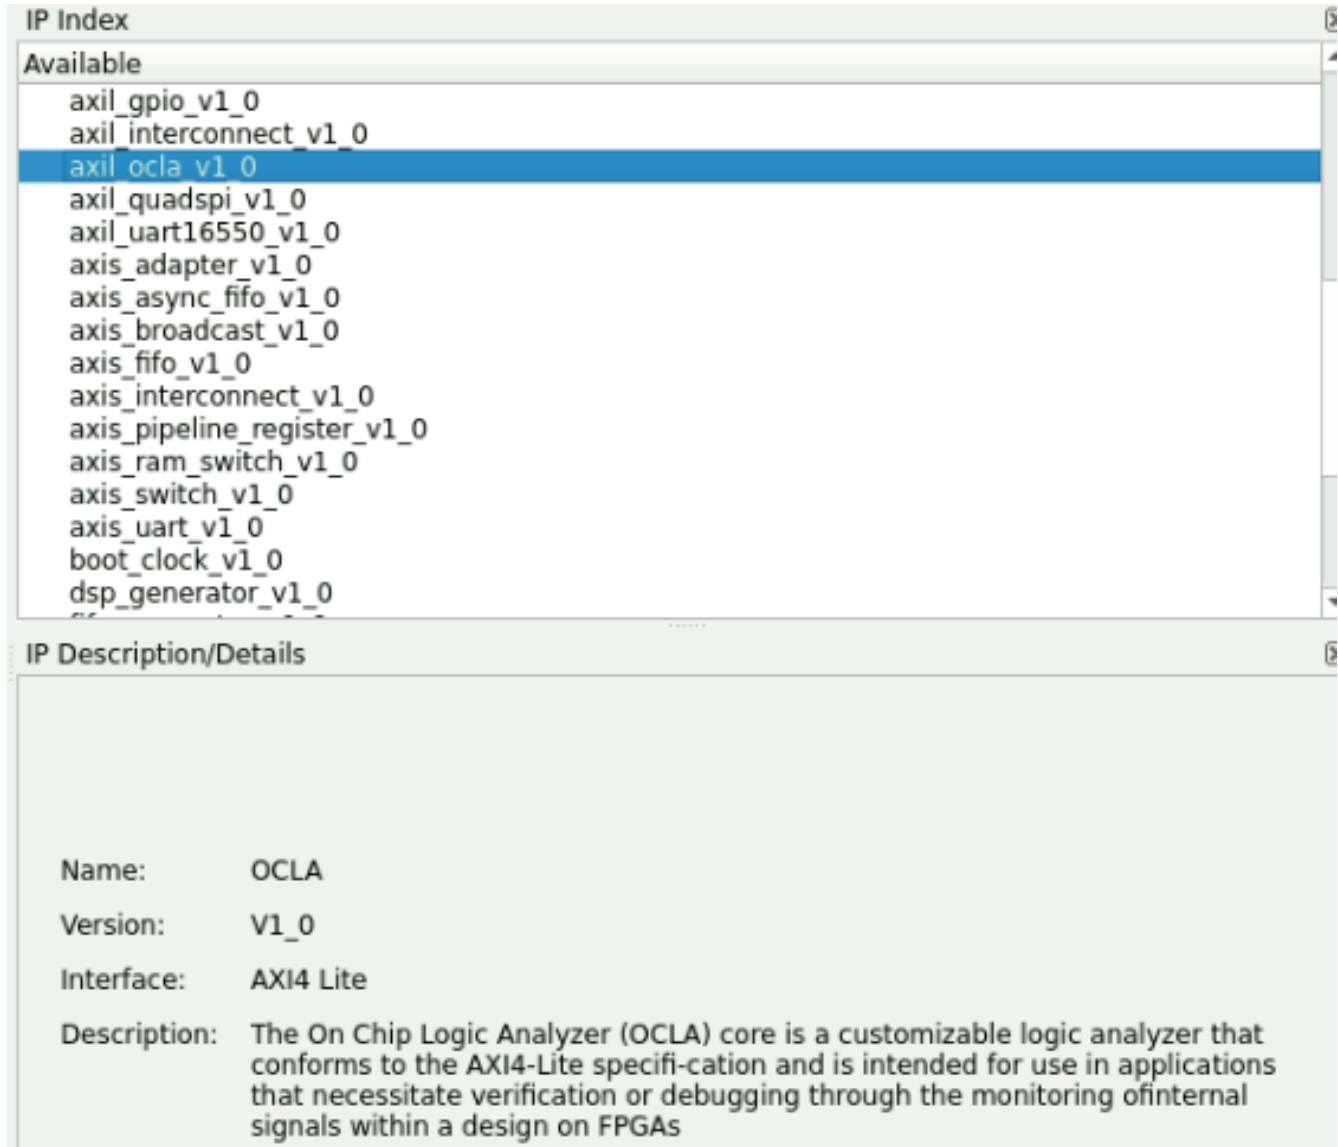 IP Index
Available
axil_gpio_v1_0
axil_interconnect_v1_0
axil_ocla_v1_0
axil_quadspi_v1_0
axil_uart16550_v1_0
axis_adapter_v1_0
axis_async_fifo_v1_0
axis_broadcast_v1_0
axis_fifo_v1_0
axis_interconnect_v1_0
axis_pipeline_register_v1_0
axis_ram_switch_v1_0
axis_switch_v1_0
axis_uart_v1_0
boot_clock_v1_0
dsp_generator_v1_0
IP Description/Details
Name: OCLA
Version: V1_0
Interface: AXI4 Lite
Description: The On Chip Logic Analyzer (OCLA) core is a customizable logic analyzer that
conforms to the AXI4-Lite specifi-cation and is intended for use in applications
that necessitate verification or debugging through the monitoring ofinternal
signals within a design on FPGAs